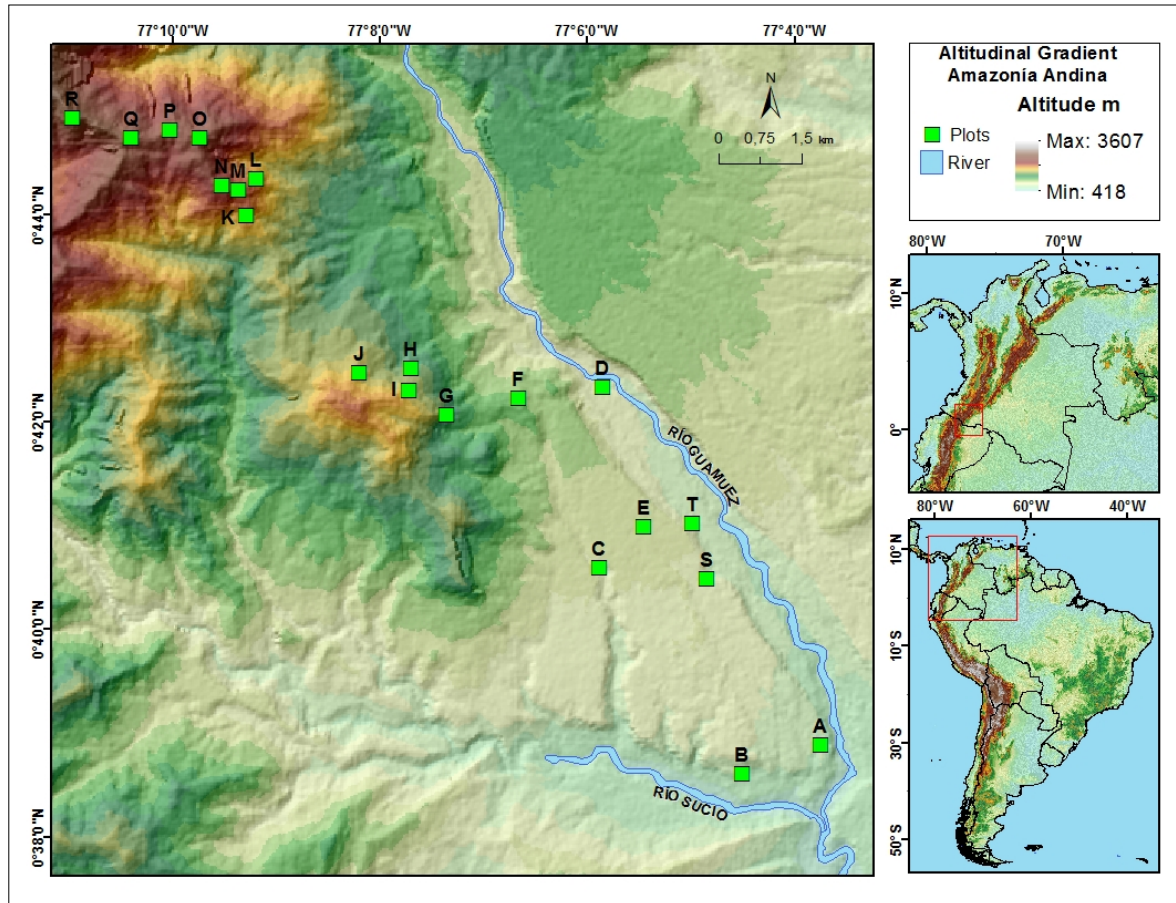 77°10'0"W 77°8'0"W 77°6'0"W 77°4'0"W
0°44'0"N
0°42'0"N
0°40'0"N
0°38'0"N
R
Q
P
O
N
M
L
K
J
H
I
G
F
D
E
T
C
S
A
B
RÍO GUAMUEZ
RÍO SUCIO
N
0 0,75 1,5 km
Altitudinal Gradient
Amazonía Andina
Altitude m
Plots
River
Max: 3607
Min: 418
80°W 70°W
10°N
0°
80°W 60°W 40°W
10°N
10°S
30°S
50°S